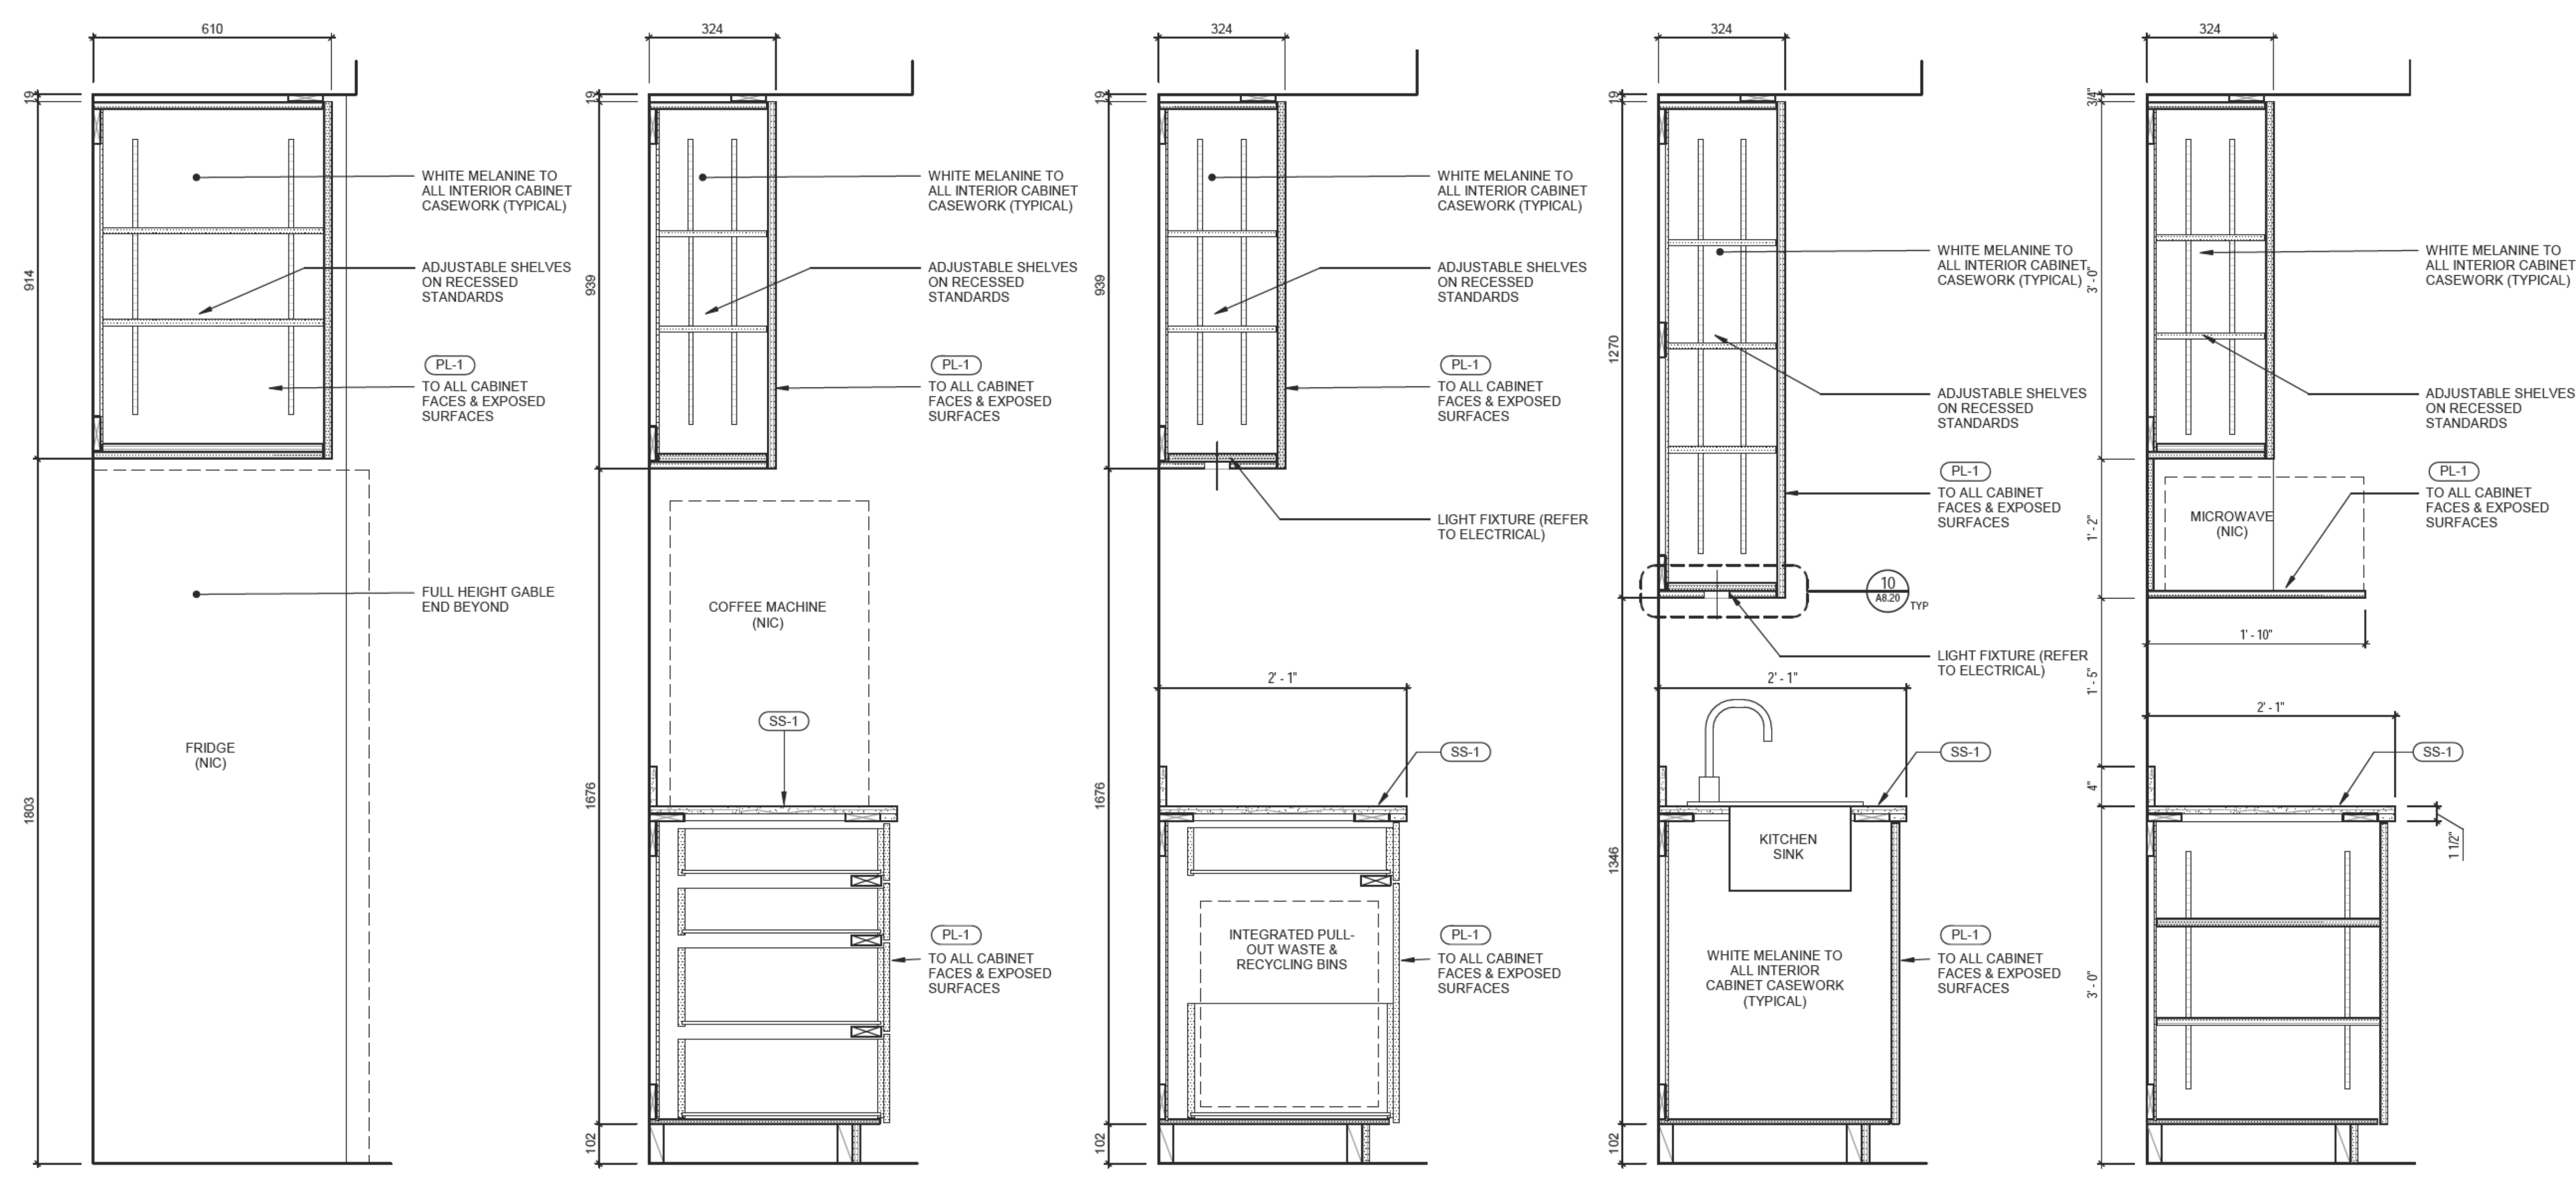 610
19
914
1803
WHITE MELANINE TO
ALL INTERIOR CABINET
CASEWORK (TYPICAL)
ADJUSTABLE SHELVES
ON RECESSED
STANDARDS
PL-1
TO ALL CABINET
FACES & EXPOSED
SURFACES
FULL HEIGHT GABLE
END BEYOND
FRIDGE
(NIC)
324
19
939
1676
102
WHITE MELANINE TO
ALL INTERIOR CABINET
CASEWORK (TYPICAL)
ADJUSTABLE SHELVES
ON RECESSED
STANDARDS
PL-1
TO ALL CABINET
FACES & EXPOSED
SURFACES
COFFEE MACHINE
(NIC)
SS-1
PL-1
TO ALL CABINET
FACES & EXPOSED
SURFACES
324
19
939
1676
102
WHITE MELANINE TO
ALL INTERIOR CABINET
CASEWORK (TYPICAL)
ADJUSTABLE SHELVES
ON RECESSED
STANDARDS
PL-1
TO ALL CABINET
FACES & EXPOSED
SURFACES
LIGHT FIXTURE (REFER
TO ELECTRICAL)
2' - 1"
SS-1
INTEGRATED PULL-
OUT WASTE &
RECYCLING BINS
PL-1
TO ALL CABINET
FACES & EXPOSED
SURFACES
324
19
1270
1346
102
WHITE MELANINE TO
ALL INTERIOR CABINET
CASEWORK (TYPICAL)
ADJUSTABLE SHELVES
ON RECESSED
STANDARDS
PL-1
TO ALL CABINET
FACES & EXPOSED
SURFACES
10
A8.20
TYP
LIGHT FIXTURE (REFER
TO ELECTRICAL)
2' - 1"
SS-1
KITCHEN
SINK
WHITE MELANINE TO
ALL INTERIOR
CABINET CASEWORK
(TYPICAL)
PL-1
TO ALL CABINET
FACES & EXPOSED
SURFACES
324
3/4"
3' - 0"
1' - 2"
1' - 5"
4"
3' - 0"
WHITE MELANINE TO
ALL INTERIOR CABINET
CASEWORK (TYPICAL)
ADJUSTABLE SHELVES
ON RECESSED
STANDARDS
PL-1
TO ALL CABINET
FACES & EXPOSED
SURFACES
MICROWAVE
(NIC)
1' - 10"
2' - 1"
SS-1
1 1/2"